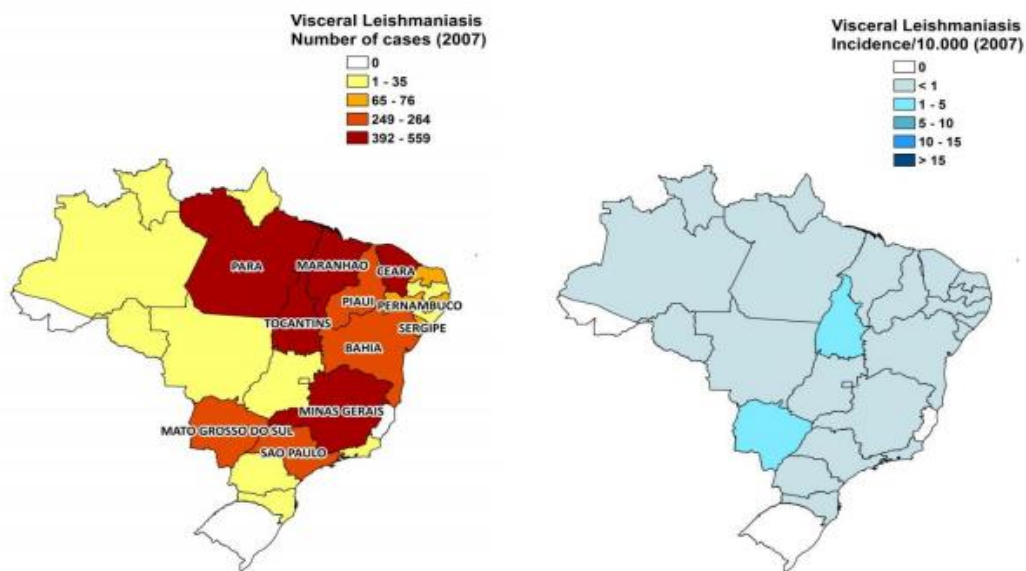 Visceral Leishmaniasis
Number of cases (2007)
0
1 - 35
65 - 76
249 - 264
392 - 559
PARA
MARANHAO
CEARA
PIAUI
PERNAMBUCO
TOCANTINS
SERGIPE
BAHIA
MINAS GERAIS
MATO GROSSO DO SUL
SAO PAULO
Visceral Leishmaniasis
Incidence/10.000 (2007)
0
< 1
1 - 5
5 - 10
10 - 15
> 15